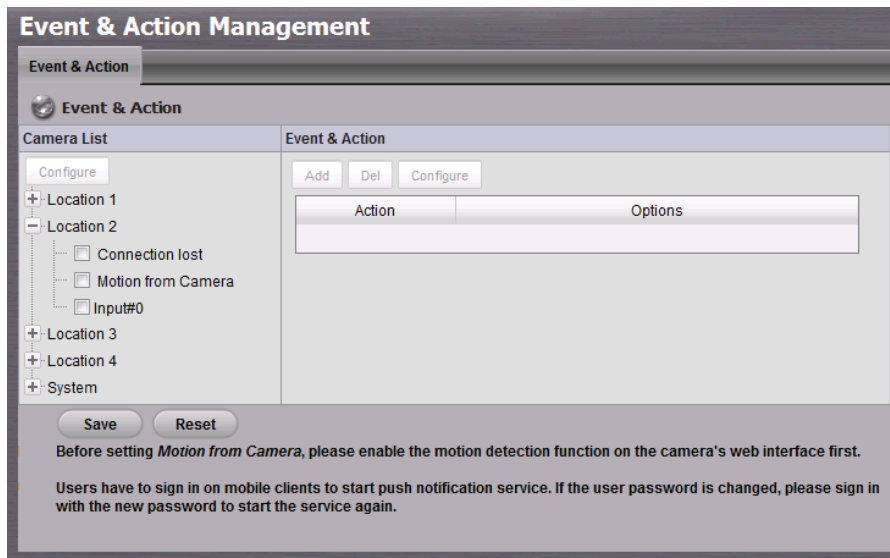 Event & Action Management
Event & Action
Event & Action
Camera List
Event & Action
Configure
Add
Del
Configure
Location 1
Action
Options
Location 2
Connection lost
Motion from Camera
Input#0
Location 3
Location 4
System
Save
Reset
Before setting Motion from Camera, please enable the motion detection function on the camera's web interface first.
Users have to sign in on mobile clients to start push notification service. If the user password is changed, please sign in
with the new password to start the service again.